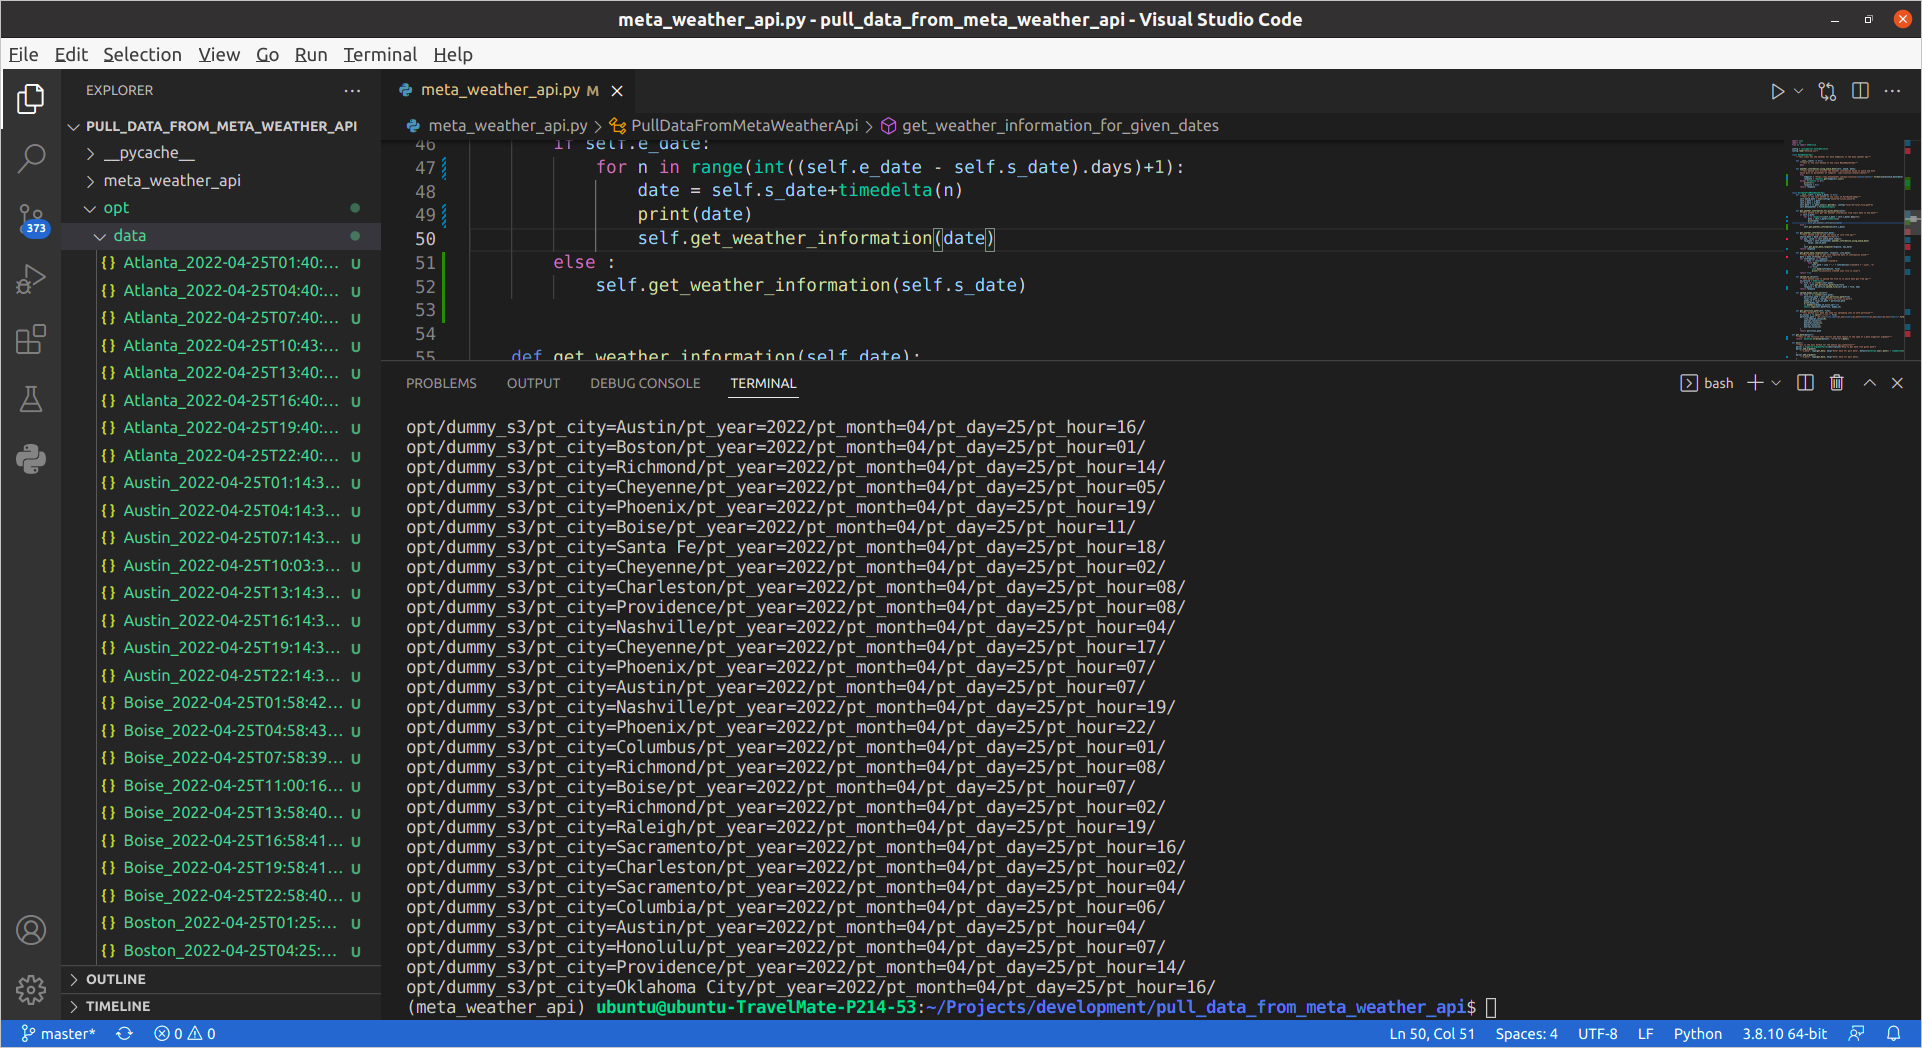 meta_weather_api.py - pull_data_from_meta_weather_api - Visual Studio Code
File Edit Selection View Go Run Terminal Help
EXPLORER
PULL_DATA_FROM_META_WEATHER_API
__pycache__
meta_weather_api
opt
data
373
{} Atlanta_2022-04-25T01:40:... U
{} Atlanta_2022-04-25T04:40:... U
{} Atlanta_2022-04-25T07:40:... U
{} Atlanta_2022-04-25T10:43:... U
{} Atlanta_2022-04-25T13:40:... U
{} Atlanta_2022-04-25T16:40:... U
{} Atlanta_2022-04-25T19:40:... U
{} Atlanta_2022-04-25T22:40:... U
{} Austin_2022-04-25T01:14:3... U
{} Austin_2022-04-25T04:14:3... U
{} Austin_2022-04-25T07:14:3... U
{} Austin_2022-04-25T10:03:3... U
{} Austin_2022-04-25T13:14:3... U
{} Austin_2022-04-25T16:14:3... U
{} Austin_2022-04-25T19:14:3... U
{} Austin_2022-04-25T22:14:3... U
{} Boise_2022-04-25T01:58:42... U
{} Boise_2022-04-25T04:58:43... U
{} Boise_2022-04-25T07:58:39... U
{} Boise_2022-04-25T11:00:16... U
{} Boise_2022-04-25T13:58:40... U
{} Boise_2022-04-25T16:58:41... U
{} Boise_2022-04-25T19:58:41... U
{} Boise_2022-04-25T22:58:40... U
{} Boston_2022-04-25T01:25:... U
{} Boston_2022-04-25T04:25:... U
OUTLINE
TIMELINE
meta_weather_api.py M
meta_weather_api.py > PullDataFromMetaWeatherApi > get_weather_information_for_given_dates
46 if self.e_date:
47 for n in range(int((self.e_date - self.s_date).days)+1):
48 date = self.s_date+timedelta(n)
49 print(date)
50 self.get_weather_information(date)
51 else :
52 self.get_weather_information(self.s_date)
53
54
55 def get_weather_information(self,date):
PROBLEMS OUTPUT DEBUG CONSOLE TERMINAL bash
opt/dummy_s3/pt_city=Austin/pt_year=2022/pt_month=04/pt_day=25/pt_hour=16/
opt/dummy_s3/pt_city=Boston/pt_year=2022/pt_month=04/pt_day=25/pt_hour=01/
opt/dummy_s3/pt_city=Richmond/pt_year=2022/pt_month=04/pt_day=25/pt_hour=14/
opt/dummy_s3/pt_city=Cheyenne/pt_year=2022/pt_month=04/pt_day=25/pt_hour=05/
opt/dummy_s3/pt_city=Phoenix/pt_year=2022/pt_month=04/pt_day=25/pt_hour=19/
opt/dummy_s3/pt_city=Boise/pt_year=2022/pt_month=04/pt_day=25/pt_hour=11/
opt/dummy_s3/pt_city=Santa Fe/pt_year=2022/pt_month=04/pt_day=25/pt_hour=18/
opt/dummy_s3/pt_city=Cheyenne/pt_year=2022/pt_month=04/pt_day=25/pt_hour=02/
opt/dummy_s3/pt_city=Charleston/pt_year=2022/pt_month=04/pt_day=25/pt_hour=08/
opt/dummy_s3/pt_city=Providence/pt_year=2022/pt_month=04/pt_day=25/pt_hour=08/
opt/dummy_s3/pt_city=Nashville/pt_year=2022/pt_month=04/pt_day=25/pt_hour=04/
opt/dummy_s3/pt_city=Cheyenne/pt_year=2022/pt_month=04/pt_day=25/pt_hour=17/
opt/dummy_s3/pt_city=Phoenix/pt_year=2022/pt_month=04/pt_day=25/pt_hour=07/
opt/dummy_s3/pt_city=Austin/pt_year=2022/pt_month=04/pt_day=25/pt_hour=07/
opt/dummy_s3/pt_city=Nashville/pt_year=2022/pt_month=04/pt_day=25/pt_hour=19/
opt/dummy_s3/pt_city=Phoenix/pt_year=2022/pt_month=04/pt_day=25/pt_hour=22/
opt/dummy_s3/pt_city=Columbus/pt_year=2022/pt_month=04/pt_day=25/pt_hour=01/
opt/dummy_s3/pt_city=Richmond/pt_year=2022/pt_month=04/pt_day=25/pt_hour=08/
opt/dummy_s3/pt_city=Boise/pt_year=2022/pt_month=04/pt_day=25/pt_hour=07/
opt/dummy_s3/pt_city=Richmond/pt_year=2022/pt_month=04/pt_day=25/pt_hour=02/
opt/dummy_s3/pt_city=Raleigh/pt_year=2022/pt_month=04/pt_day=25/pt_hour=19/
opt/dummy_s3/pt_city=Sacramento/pt_year=2022/pt_month=04/pt_day=25/pt_hour=16/
opt/dummy_s3/pt_city=Charleston/pt_year=2022/pt_month=04/pt_day=25/pt_hour=02/
opt/dummy_s3/pt_city=Sacramento/pt_year=2022/pt_month=04/pt_day=25/pt_hour=04/
opt/dummy_s3/pt_city=Columbia/pt_year=2022/pt_month=04/pt_day=25/pt_hour=06/
opt/dummy_s3/pt_city=Austin/pt_year=2022/pt_month=04/pt_day=25/pt_hour=04/
opt/dummy_s3/pt_city=Honolulu/pt_year=2022/pt_month=04/pt_day=25/pt_hour=07/
opt/dummy_s3/pt_city=Providence/pt_year=2022/pt_month=04/pt_day=25/pt_hour=14/
opt/dummy_s3/pt_city=Oklahoma City/pt_year=2022/pt_month=04/pt_day=25/pt_hour=16/
(meta_weather_api) ubuntu@ubuntu-TravelMate-P214-53:~/Projects/development/pull_data_from_meta_weather_api$
master* 0 0 Ln 50, Col 51 Spaces: 4 UTF-8 LF Python 3.8.10 64-bit